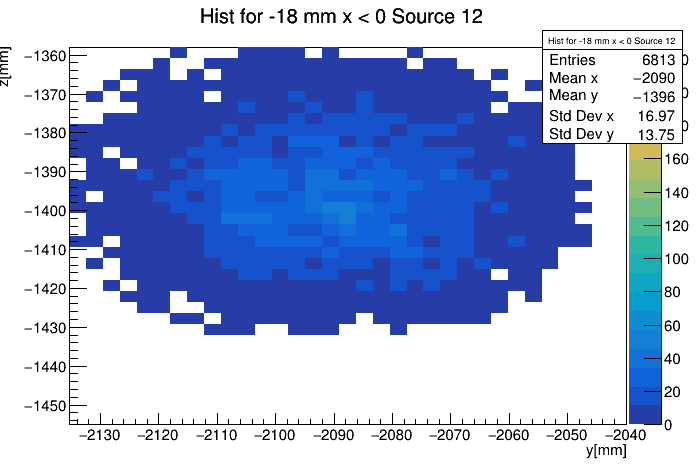 Hist for -18 mm x < 0 Source 12
Hist for -18 mm x < 0 Source 12
Entries 6813
Mean x −2090
Mean y −1396
Std Dev x 16.97
Std Dev y 13.75
z[mm]
−1360
−1370
−1380
−1390
−1400
−1410
−1420
−1430
−1440
−1450
−2130 −2120 −2110 −2100 −2090 −2080 −2070 −2060 −2050 −2040
y[mm]
160
140
120
100
80
60
40
20
0